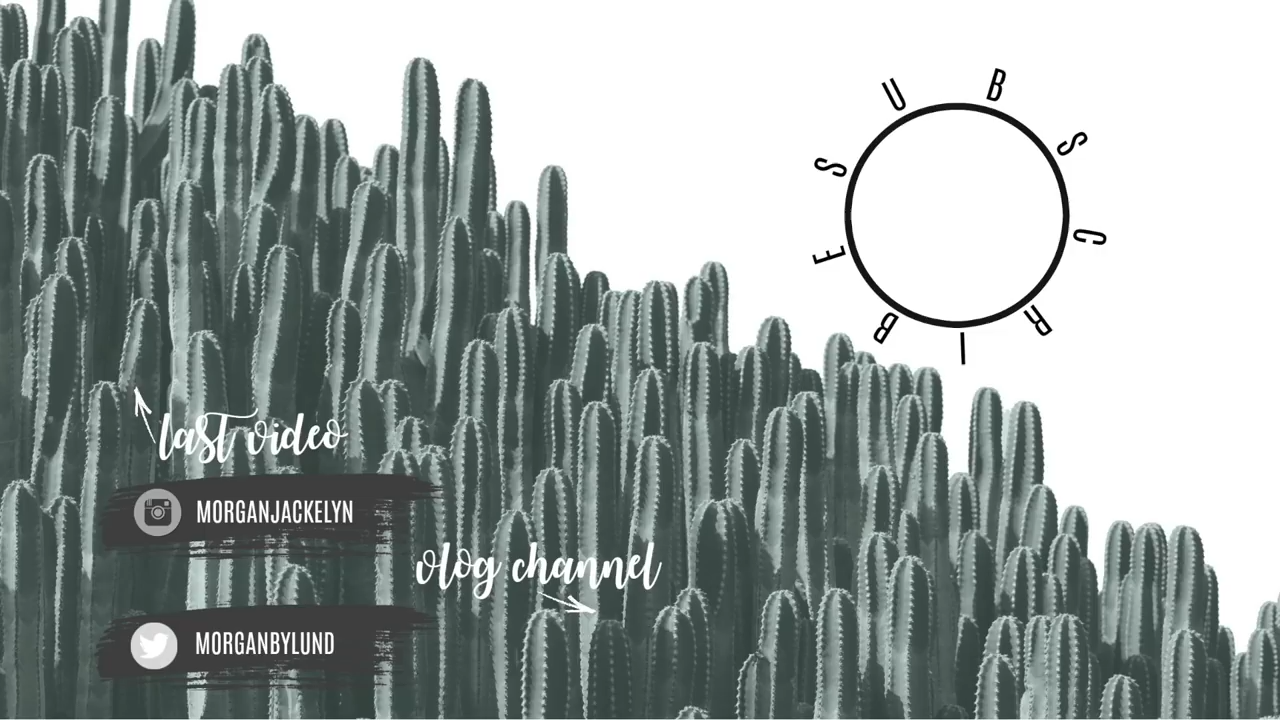 SUBSCRIBE
last video
MORGANJACKELYN
vlog channel
MORGANBYLUND